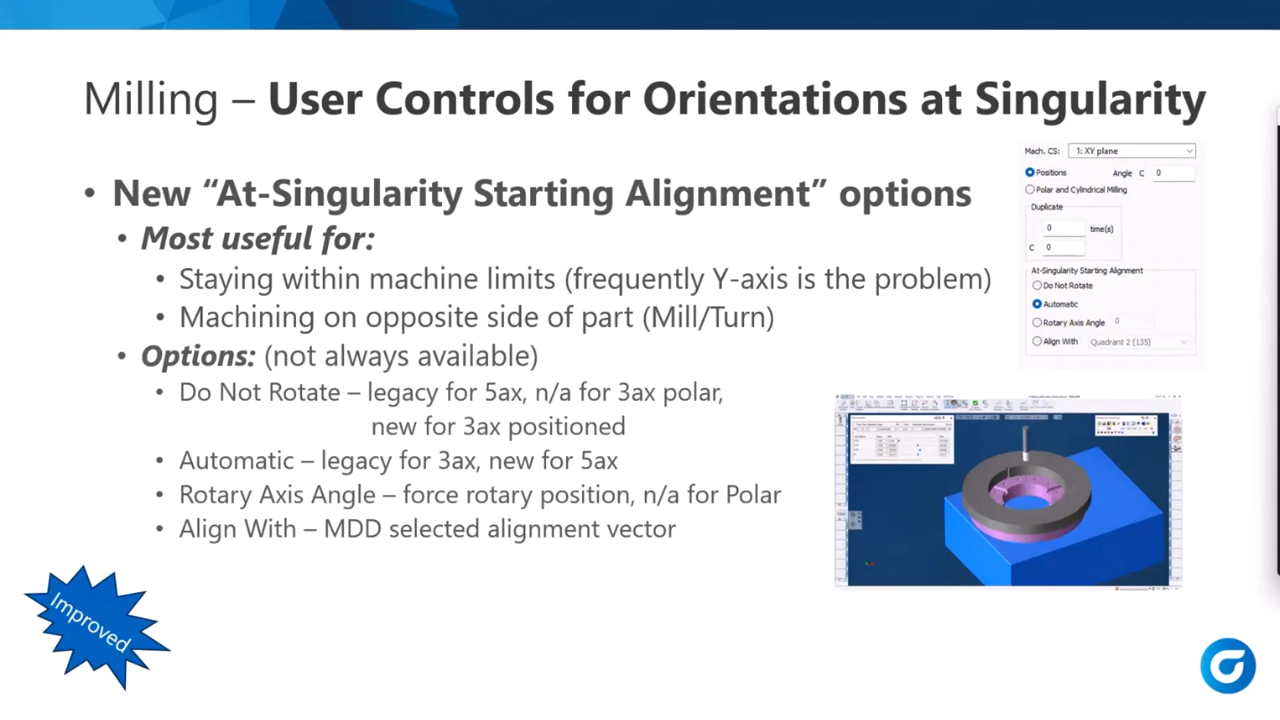 Milling – User Controls for Orientations at Singularity
• New “At-Singularity Starting Alignment” options
• Most useful for:
• Staying within machine limits (frequently Y-axis is the problem)
• Machining on opposite side of part (Mill/Turn)
• Options: (not always available)
• Do Not Rotate – legacy for 5ax, n/a for 3ax polar,
new for 3ax positioned
• Automatic – legacy for 3ax, new for 5ax
• Rotary Axis Angle – force rotary position, n/a for Polar
• Align With – MDD selected alignment vector
Mach. CS: 1: XY plane
Positions Angle C 0
Polar and Cylindrical Milling
Duplicate
0 time(s)
C 0
At-Singularity Starting Alignment
Do Not Rotate
Automatic
Rotary Axis Angle 0
Align With Quadrant 2 (135)
Improved